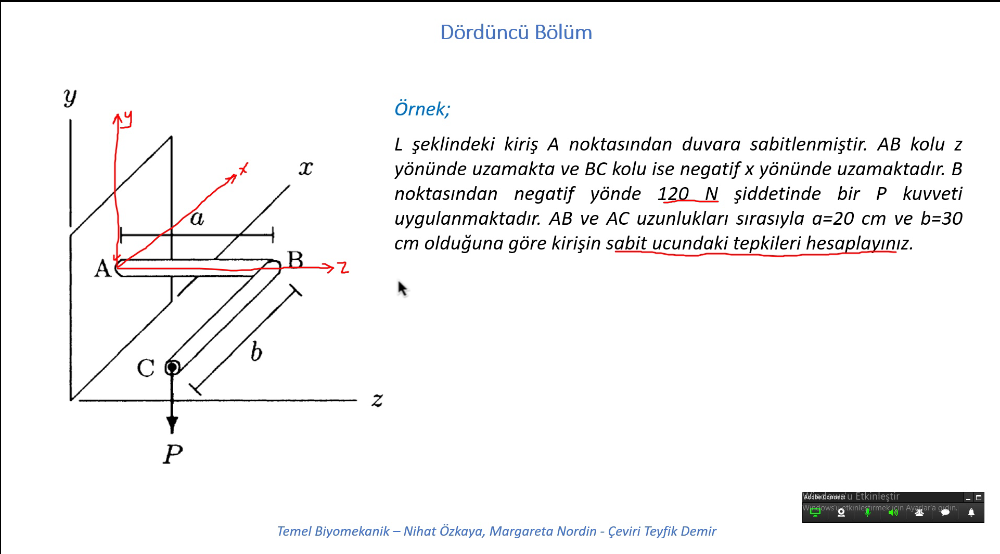 Dördüncü Bölüm
Örnek;
L şeklindeki kiriş A noktasından duvara sabitlenmiştir. AB kolu z
yönünde uzamakta ve BC kolu ise negatif x yönünde uzamaktadır. B
noktasından negatif yönde 120 N şiddetinde bir P kuvveti
uygulanmaktadır. AB ve AC uzunlukları sırasıyla a=20 cm ve b=30
cm olduğuna göre kirişin sabit ucundaki tepkileri hesaplayınız.
y
y
x
x
a
A
B
z
b
C
z
P
Temel Biyomekanik – Nihat Özkaya, Margareta Nordin - Çeviri Teyfik Demir